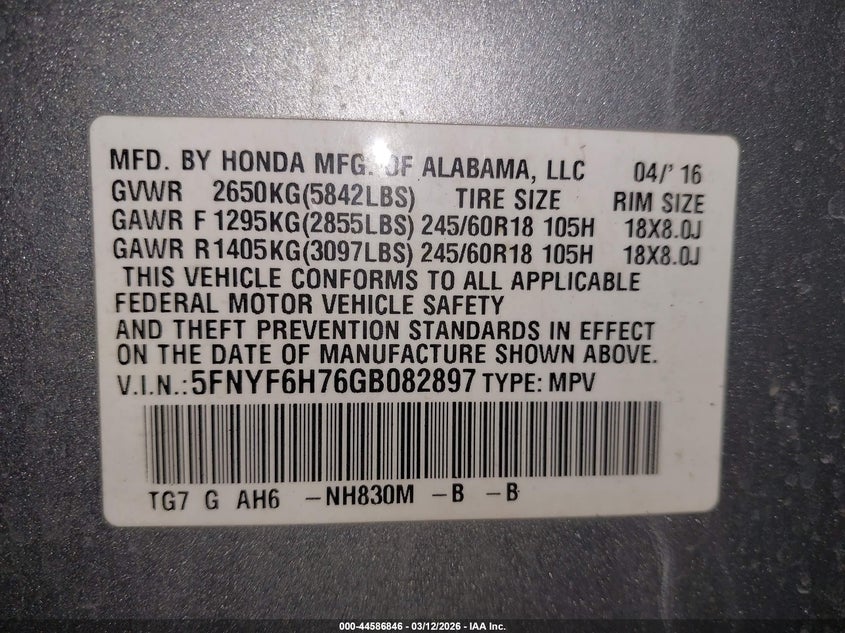 MFD. BY HONDA MFG. OF ALABAMA, LLC 04/'16
GVWR 2650KG(5842LBS) TIRE SIZE RIM SIZE
GAWR F 1295KG(2855LBS) 245/60R18 105H 18X8.0J
GAWR R 1405KG(3097LBS) 245/60R18 105H 18X8.0J
THIS VEHICLE CONFORMS TO ALL APPLICABLE
FEDERAL MOTOR VEHICLE SAFETY
AND THEFT PREVENTION STANDARDS IN EFFECT
ON THE DATE OF MANUFACTURE SHOWN ABOVE.
V.I.N.: 5FNYF6H76GB082897 TYPE: MPV
TG7 G AH6 -NH830M -B -B
000-44586846 - 03/12/2026 - IAA Inc.